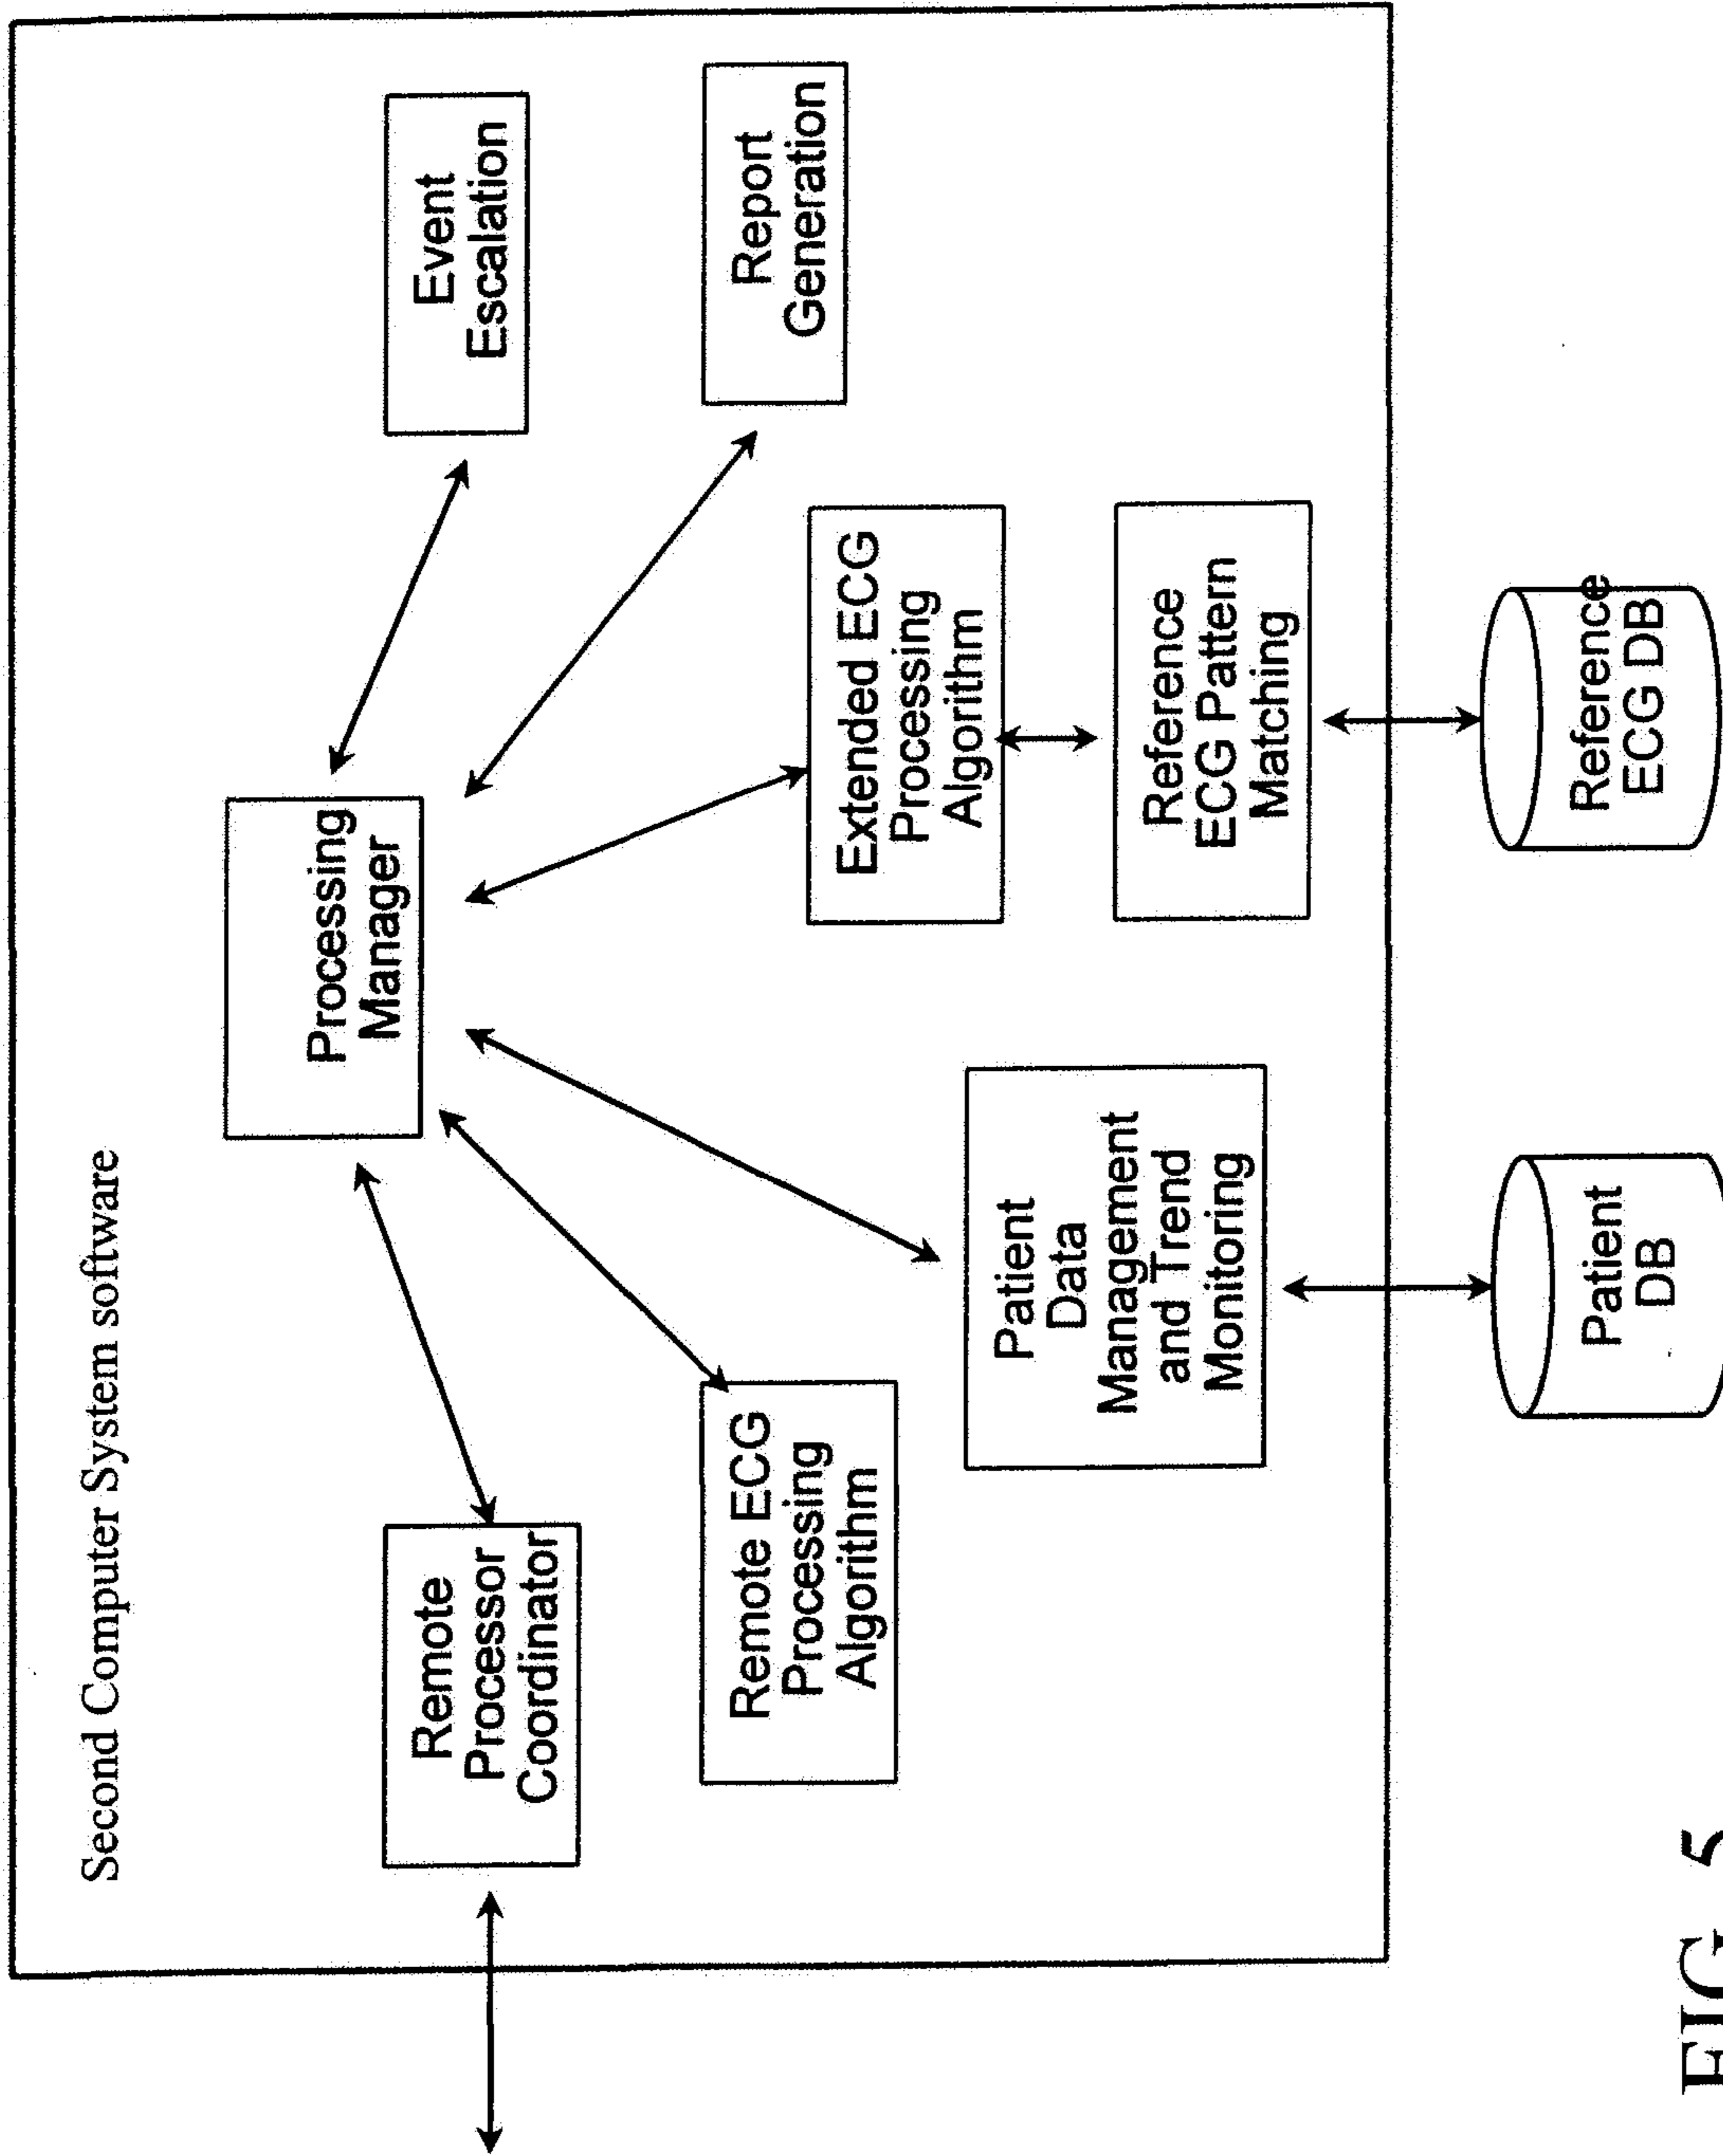 Second Computer System software
Processing
Manager
Remote
Processor
Coordinator
Event
Escalation
Remote ECG
Processing
Algorithm
Report
Generation
Extended ECG
Processing
Algorithm
Patient
Data
Management
and Trend
Monitoring
Reference
ECG Pattern
Matching
Patient
DB
Reference
ECG DB
FIG. 5